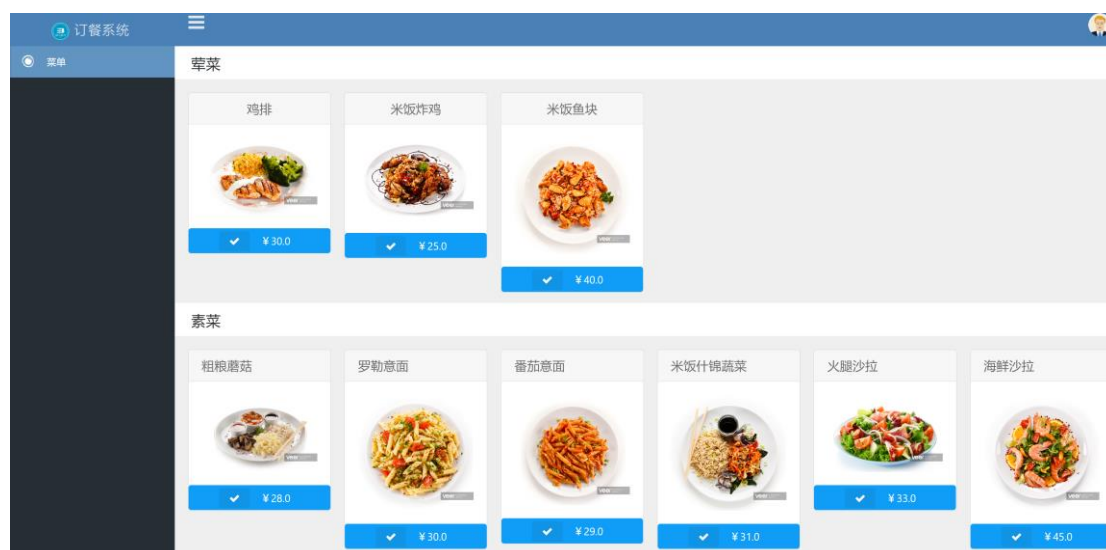 订餐系统
菜单
荤菜
鸡排
米饭炸鸡
米饭鱼块
¥30.0
¥25.0
¥40.0
素菜
粗粮蘑菇
罗勒意面
番茄意面
米饭什锦蔬菜
火腿沙拉
海鲜沙拉
¥28.0
¥30.0
¥29.0
¥31.0
¥33.0
¥45.0